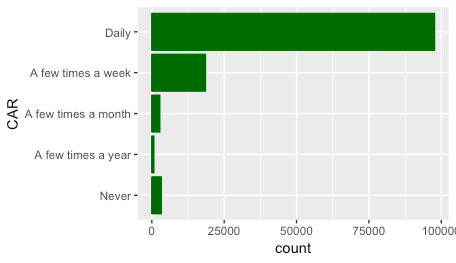 Daily
A few times a week
A few times a month
A few times a year
Never
CAR
0 25000 50000 75000 100000
count